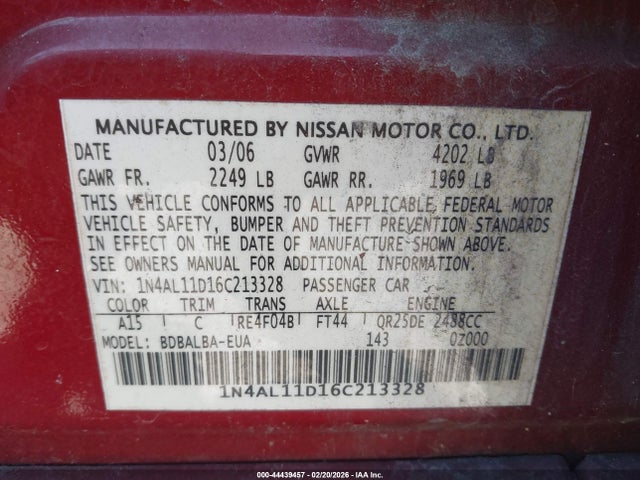 MANUFACTURED BY NISSAN MOTOR CO., LTD.
DATE 03/06 GVWR 4202 LB
GAWR FR. 2249 LB GAWR RR. 1969 LB
THIS VEHICLE CONFORMS TO ALL APPLICABLE FEDERAL MOTOR
VEHICLE SAFETY, BUMPER AND THEFT PREVENTION STANDARDS
IN EFFECT ON THE DATE OF MANUFACTURE SHOWN ABOVE.
SEE OWNERS MANUAL FOR ADDITIONAL INFORMATION.
VIN: 1N4AL11D16C213328 PASSENGER CAR
COLOR TRIM TRANS AXLE ENGINE
A15 C RE4F04B FT44 QR25DE 2488CC
MODEL: BDBALBA-EUA 143 0Z000
1N4AL11D16C213328
000-44439457 - 02/20/2026 - IAA Inc.